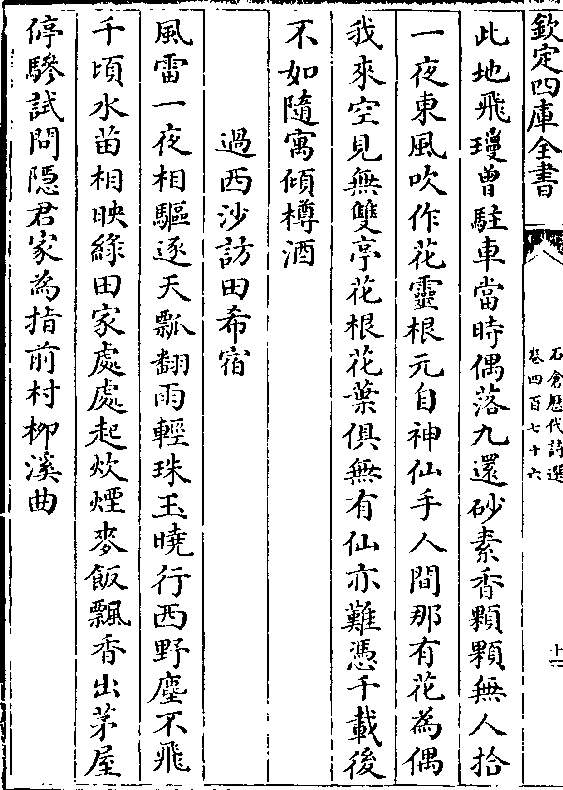 欽定四庫全書
石倉歷代詩選
卷四百七十六
此地飛瓊曾駐車當時偶落九還砂素香顆顆無人拾
一夜東風吹作花靈根元自神仙手人間那有花為偶
我來空見無雙亭花根花葉俱無有仙亦難憑千載後
不如隨寓傾樽酒
過西沙訪田希宿
風雷一夜相驅逐天瓢翻雨輕珠玉曉行西野塵不飛
千頃水苗相映綠田家處處起炊煙麥飯飄香出茅屋
停驂試問隱君家為指前村柳溪曲